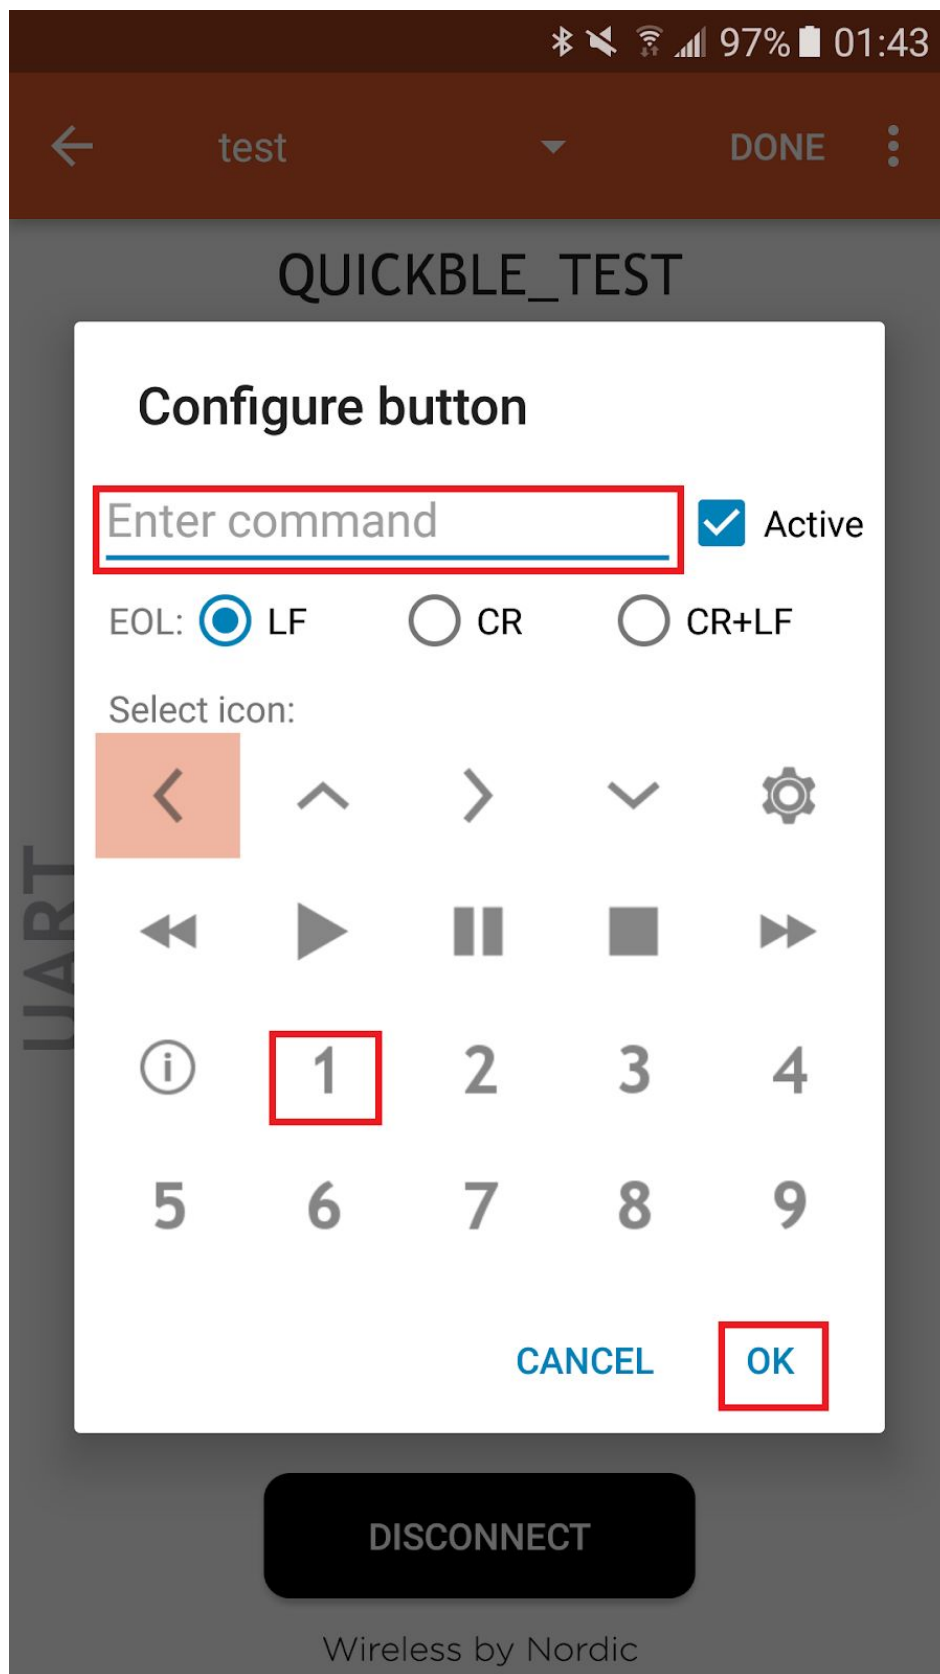 97% 01:43
test DONE
QUICKBLE_TEST
Configure button
Enter command Active
EOL: LF CR CR+LF
Select icon:
UART
1 2 3 4
5 6 7 8 9
CANCEL OK
DISCONNECT
Wireless by Nordic